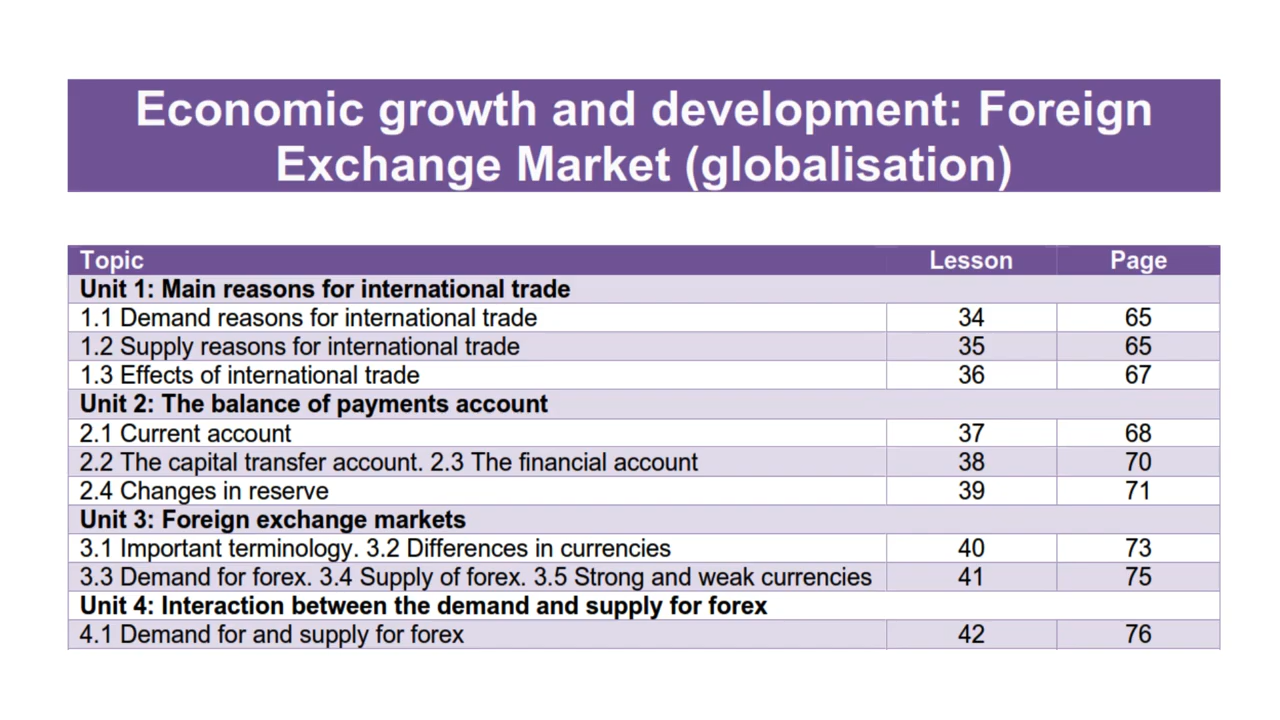 Economic growth and development: Foreign
Exchange Market (globalisation)
Topic Lesson Page
Unit 1: Main reasons for international trade
1.1 Demand reasons for international trade 34 65
1.2 Supply reasons for international trade 35 65
1.3 Effects of international trade 36 67
Unit 2: The balance of payments account
2.1 Current account 37 68
2.2 The capital transfer account. 2.3 The financial account 38 70
2.4 Changes in reserve 39 71
Unit 3: Foreign exchange markets
3.1 Important terminology. 3.2 Differences in currencies 40 73
3.3 Demand for forex. 3.4 Supply of forex. 3.5 Strong and weak currencies 41 75
Unit 4: Interaction between the demand and supply for forex
4.1 Demand for and supply for forex 42 76